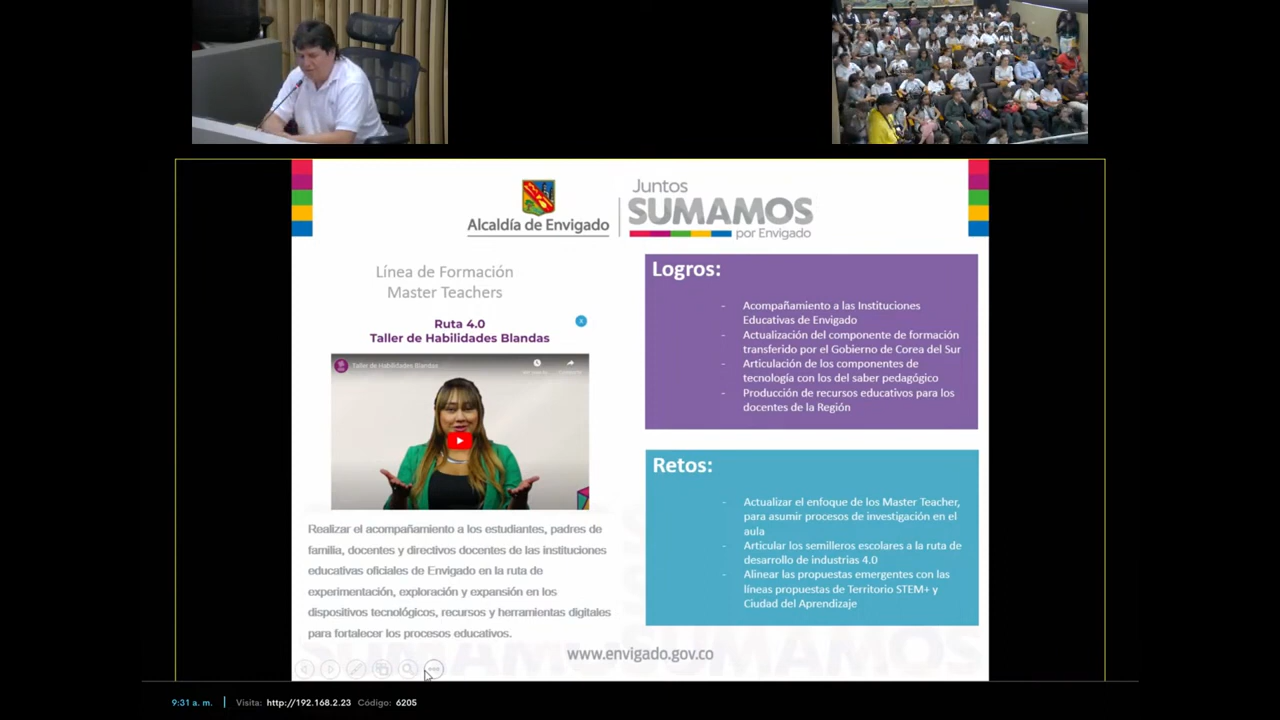 Juntos
SUMAMOS
por Envigado
Alcaldía de Envigado
Línea de Formación
Master Teachers
Ruta 4.0
Taller de Habilidades Blandas
Taller de Habilidades Blandas
Realizar el acompañamiento a los estudiantes, padres de
familia, docentes y directivos docentes de las instituciones
educativas oficiales de Envigado en la ruta de
experimentación, exploración y expansión en los
dispositivos tecnológicos, recursos y herramientas digitales
para fortalecer los procesos educativos.
Logros:
- Acompañamiento a las Instituciones
Educativas de Envigado
- Actualización del componente de formación
transferido por el Gobierno de Corea del Sur
- Articulación de los componentes de
tecnología con los del saber pedagógico
- Producción de recursos educativos para los
docentes de la Región
Retos:
- Actualizar el enfoque de los Master Teacher,
para asumir procesos de investigación en el
aula
- Articular los semilleros escolares a la ruta de
desarrollo de industrias 4.0
- Alinear las propuestas emergentes con las
líneas propuestas de Territorio STEM+ y
Ciudad del Aprendizaje
SUMAMOS
www.envigado.gov.co
9:31 a. m. | Visita: http://192.168.2.23 Código: 6205